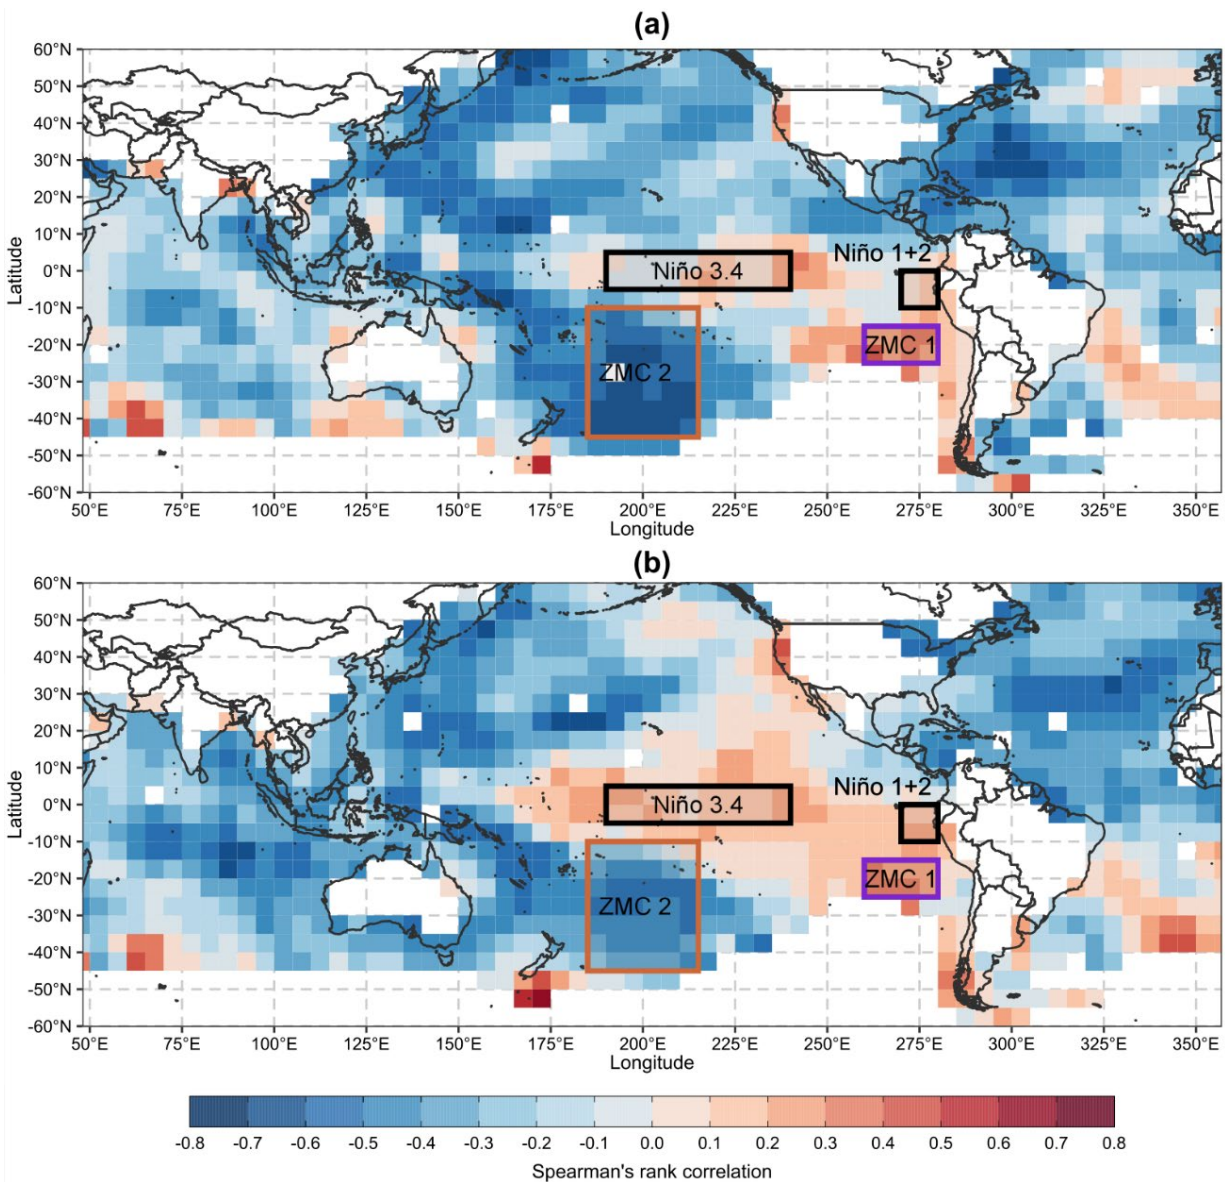 (a)
60°N
50°N
40°N
30°N
20°N
10°N
0°N
-10°N
-20°N
-30°N
-40°N
-50°N
-60°N
Latitude
Niño 3.4
Niño 1+2
ZMC 1
ZMC 2
50°E
75°E
100°E
125°E
150°E
175°E
200°E
225°E
250°E
275°E
300°E
325°E
350°E
Longitude
(b)
60°N
50°N
40°N
30°N
20°N
10°N
0°N
-10°N
-20°N
-30°N
-40°N
-50°N
-60°N
Latitude
Niño 3.4
Niño 1+2
ZMC 1
ZMC 2
50°E
75°E
100°E
125°E
150°E
175°E
200°E
225°E
250°E
275°E
300°E
325°E
350°E
Longitude
-0.8
-0.7
-0.6
-0.5
-0.4
-0.3
-0.2
-0.1
0.0
0.1
0.2
0.3
0.4
0.5
0.6
0.7
0.8
Spearman's rank correlation